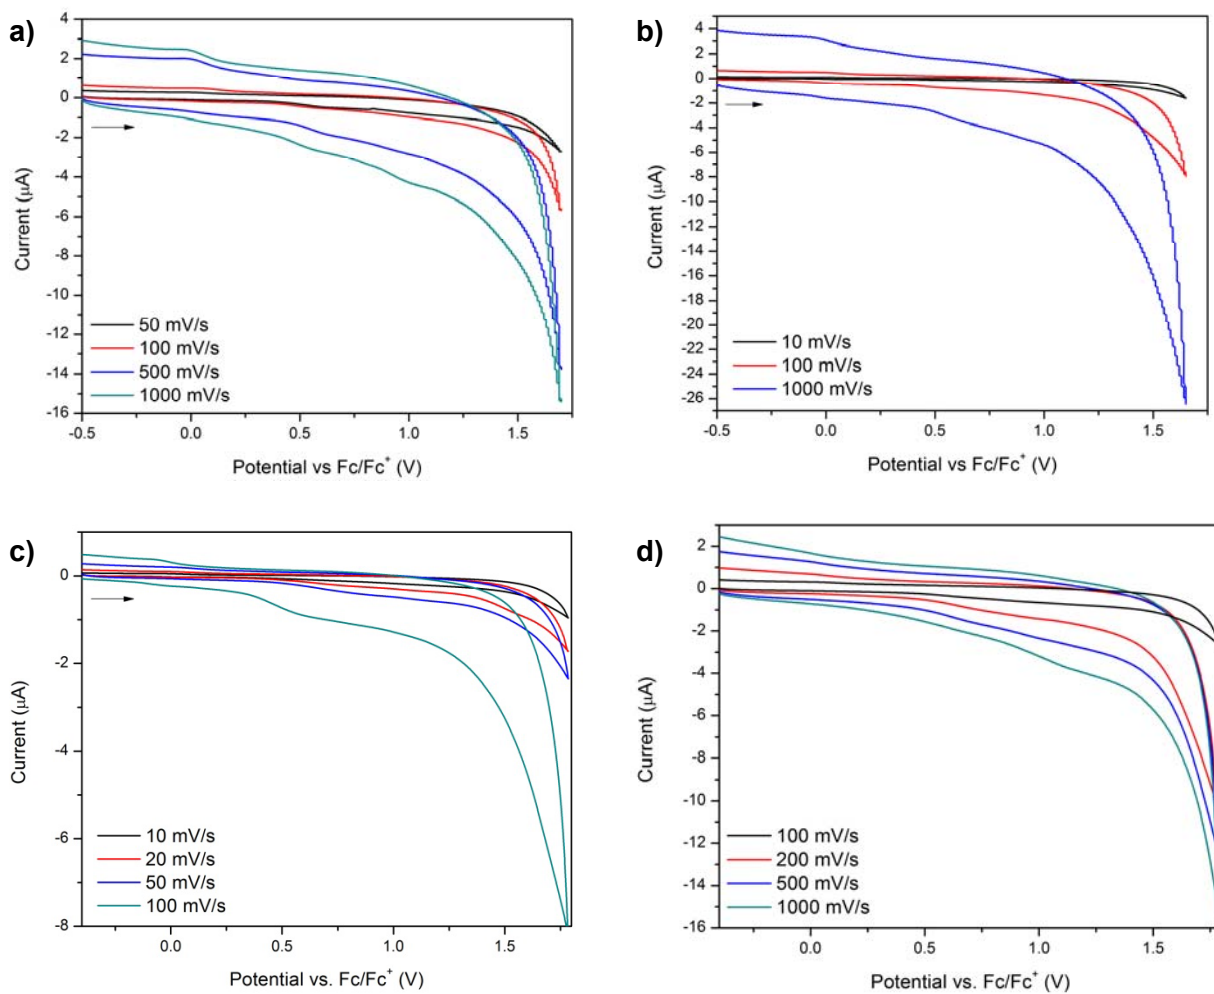 a)
4
2
0
-2
-4
-6
-8
-10
-12
-14
-16
Current (μA)
50 mV/s
100 mV/s
500 mV/s
1000 mV/s
-0.5 0.0 0.5 1.0 1.5
Potential vs Fc/Fc+ (V)
b)
4
2
0
-2
-4
-6
-8
-10
-12
-14
-16
-18
-20
-22
-24
-26
Current (μA)
10 mV/s
100 mV/s
1000 mV/s
-0.5 0.0 0.5 1.0 1.5
Potential vs Fc/Fc+ (V)
c)
0
-2
-4
-6
-8
Current (μA)
10 mV/s
20 mV/s
50 mV/s
100 mV/s
0.0 0.5 1.0 1.5
Potential vs. Fc/Fc+ (V)
d)
2
0
-2
-4
-6
-8
-10
-12
-14
-16
Current (μA)
100 mV/s
200 mV/s
500 mV/s
1000 mV/s
0.0 0.5 1.0 1.5
Potential vs. Fc/Fc+ (V)